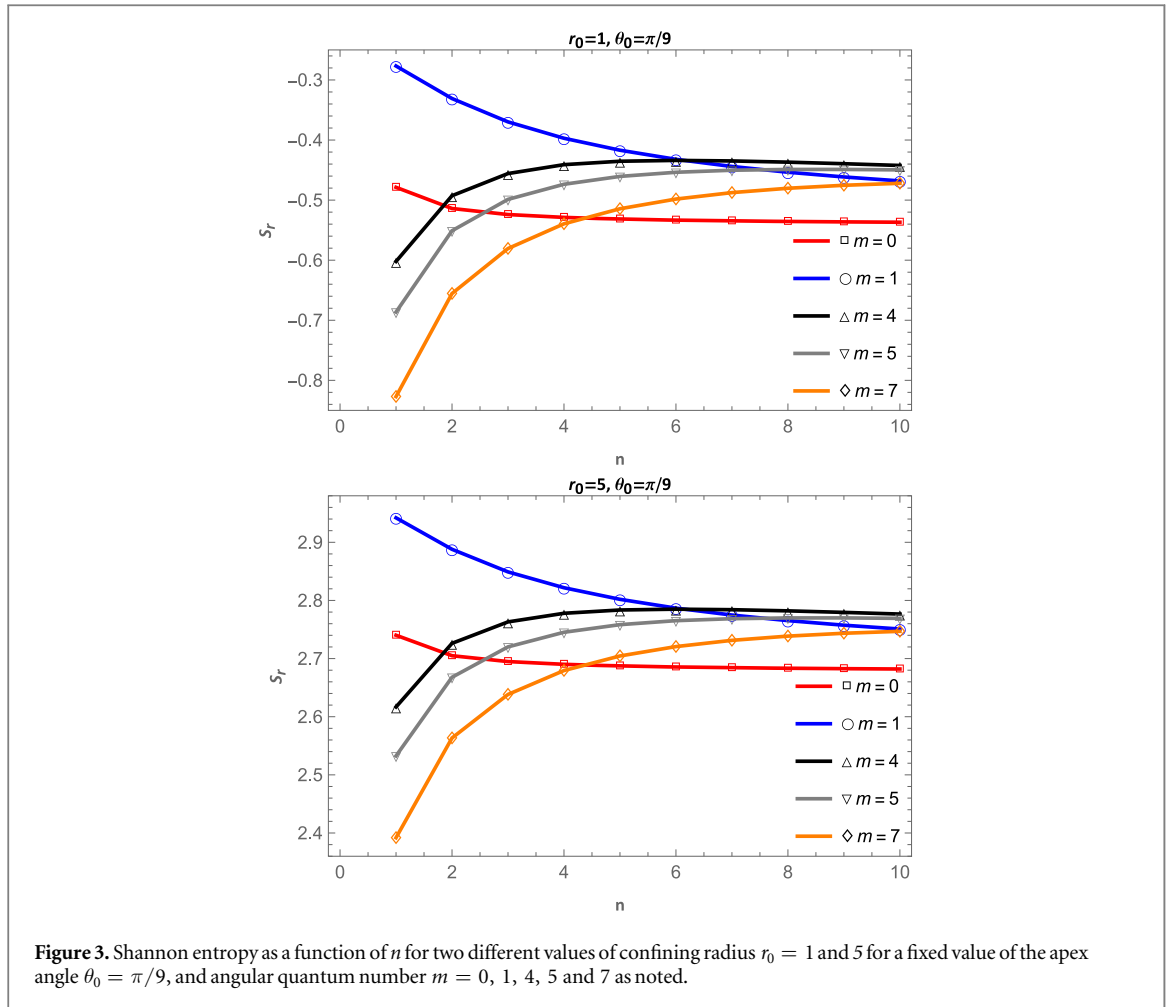 r₀=1, θ₀=π/9
−0.3
−0.4
−0.5
−0.6
−0.7
−0.8
Sᵣ
□ m = 0
○ m = 1
△ m = 4
▽ m = 5
◇ m = 7
0 2 4 6 8 10
n
r₀=5, θ₀=π/9
2.9
2.8
2.7
2.6
2.5
2.4
Sᵣ
□ m = 0
○ m = 1
△ m = 4
▽ m = 5
◇ m = 7
0 2 4 6 8 10
n
Figure 3. Shannon entropy as a function of n for two different values of confining radius r₀ = 1 and 5 for a fixed value of the apex
angle θ₀ = π/9, and angular quantum number m = 0, 1, 4, 5 and 7 as noted.